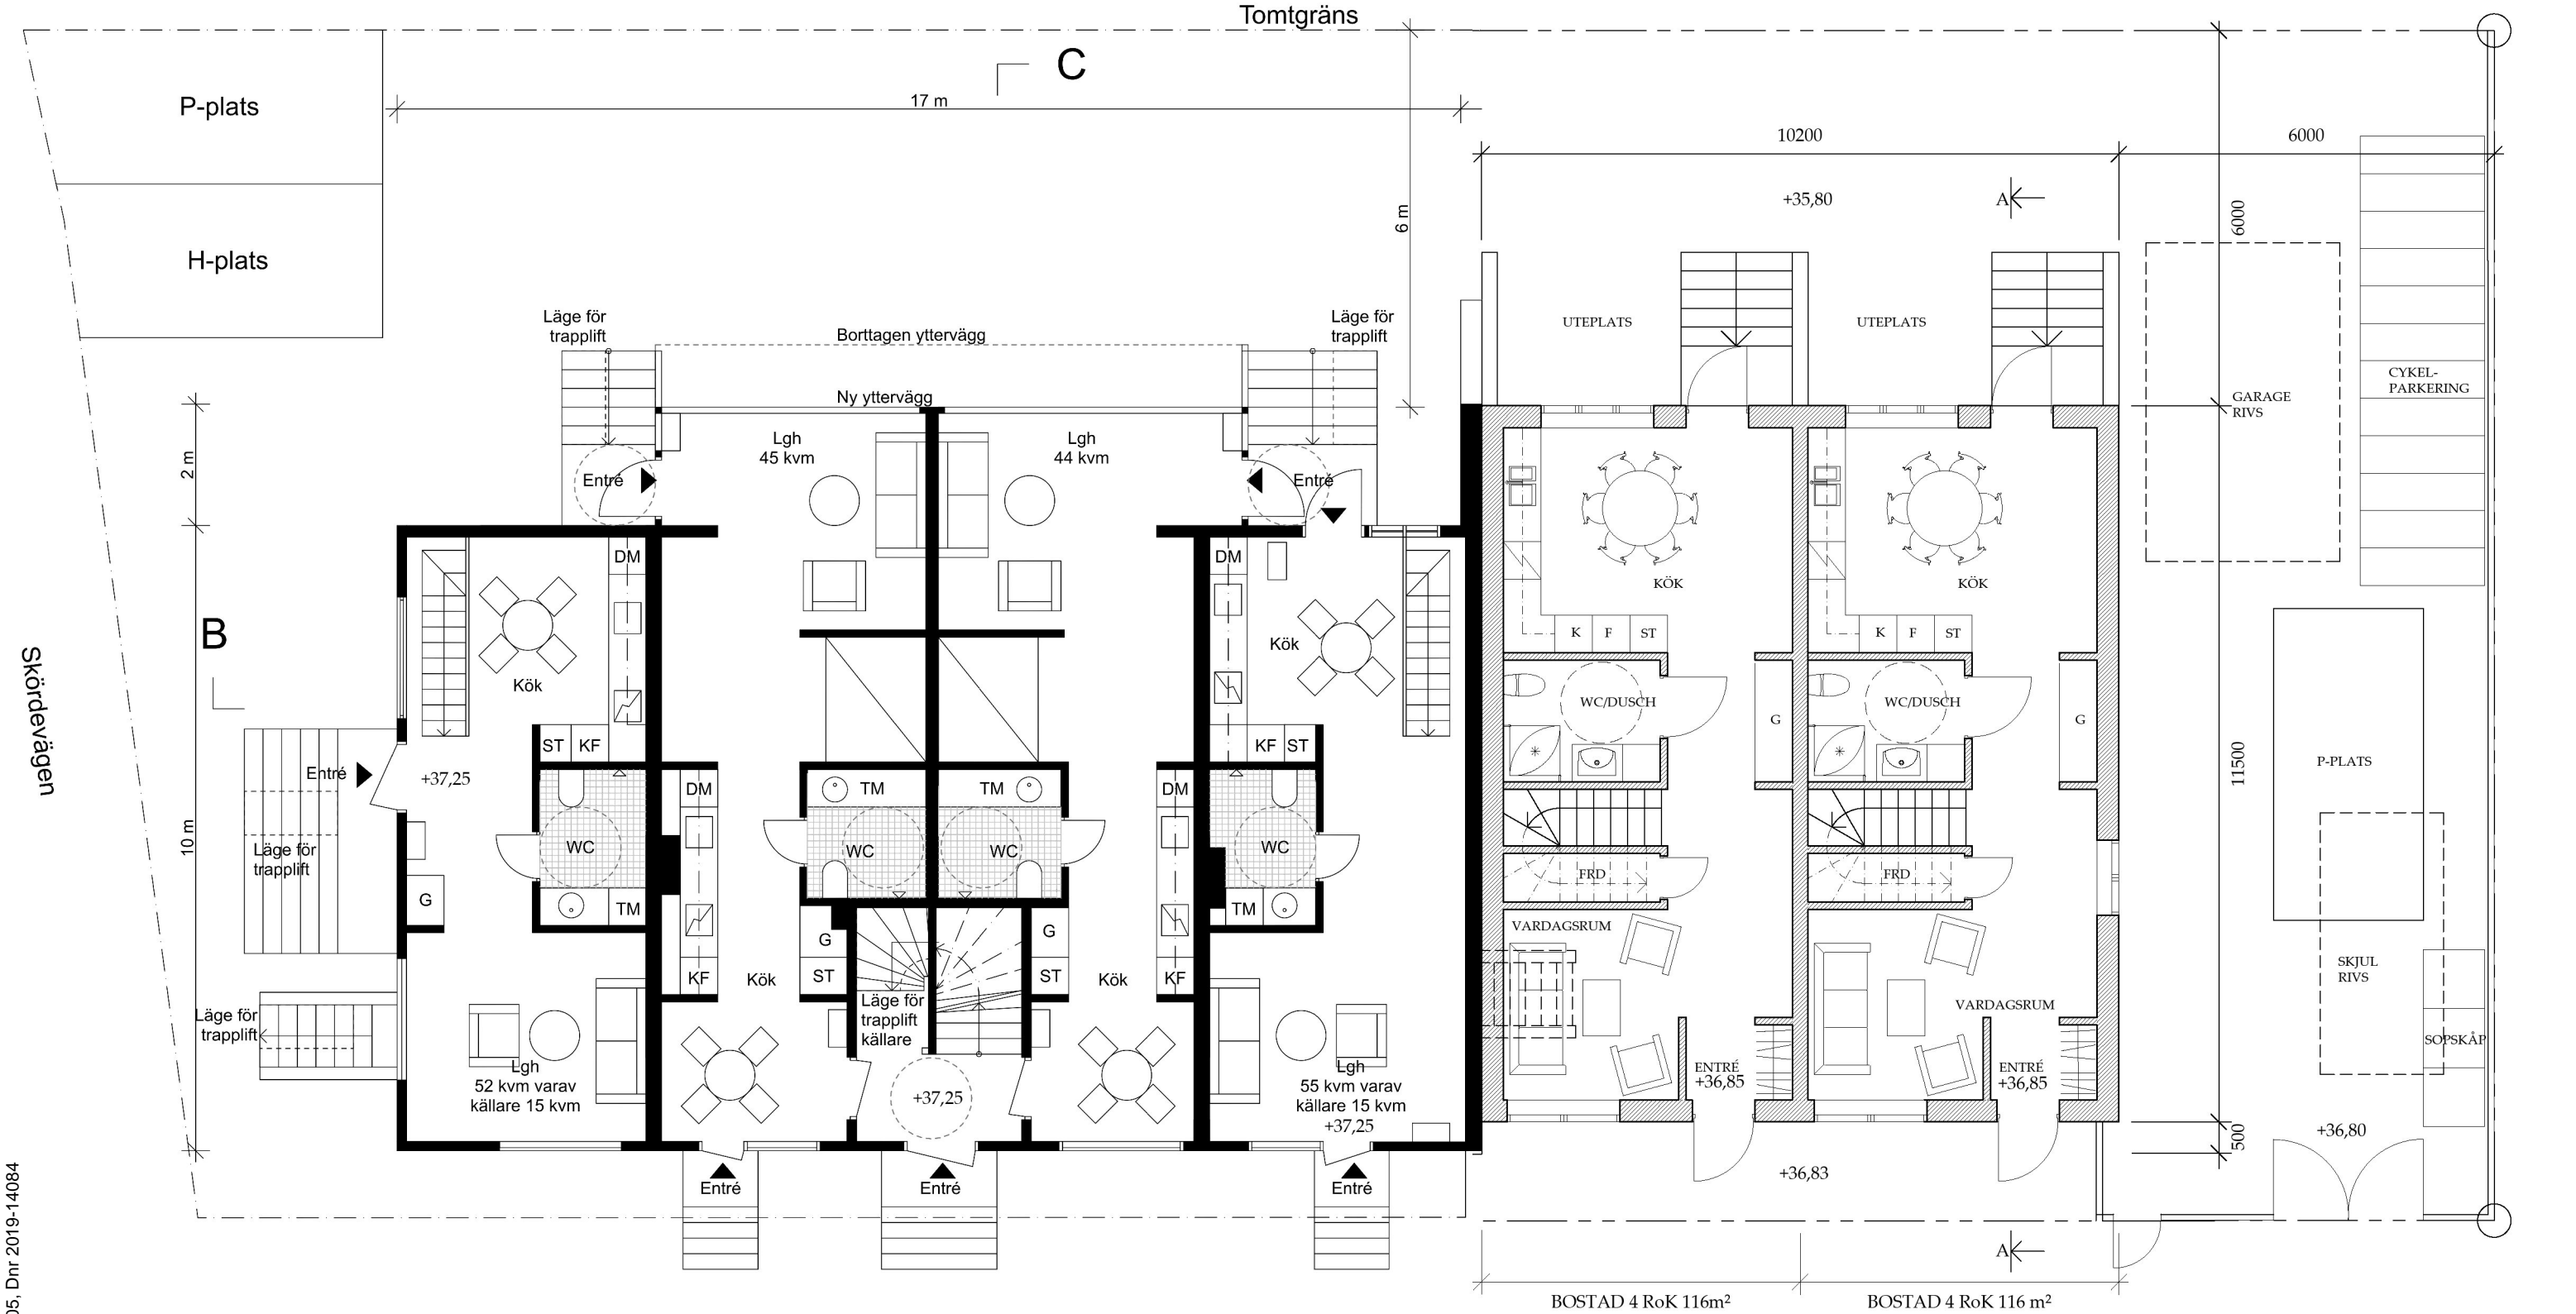 Tomtgräns
C
P-plats
17 m
10200
6000
+35,80
A
6 m
6000
H-plats
Läge för
trapplift
Borttagen yttervägg
Läge för
trapplift
UTEPLATS
UTEPLATS
CYKEL-
PARKERING
GARAGE
RIVS
Ny yttervägg
Lgh
45 kvm
Lgh
44 kvm
2 m
Entré
Entré
DM
DM
KÖK
KÖK
B
Kök
Kök
K
F
ST
K
F
ST
Skördevägen
ST
KF
KF
ST
WC/DUSCH
WC/DUSCH
G
G
P-PLATS
11500
Entré
+37,25
DM
TM
TM
DM
10 m
Läge för
trapplift
WC
WC
WC
WC
FRD
FRD
G
TM
TM
G
G
VARDAGSRUM
SKJUL
RIVS
KF
Kök
ST
ST
Kök
KF
Läge för
trapplift
källare
VARDAGSRUM
Läge för
trapplift
SOPSKÅP
Lgh
52 kvm varav
källare 15 kvm
+37,25
Lgh
55 kvm varav
källare 15 kvm
+37,25
ENTRÉ
+36,85
ENTRÉ
+36,85
+36,80
500
+36,83
Entré
Entré
Entré
05, Dnr 2019-14084
A
BOSTAD 4 RoK 116m²
BOSTAD 4 RoK 116 m²